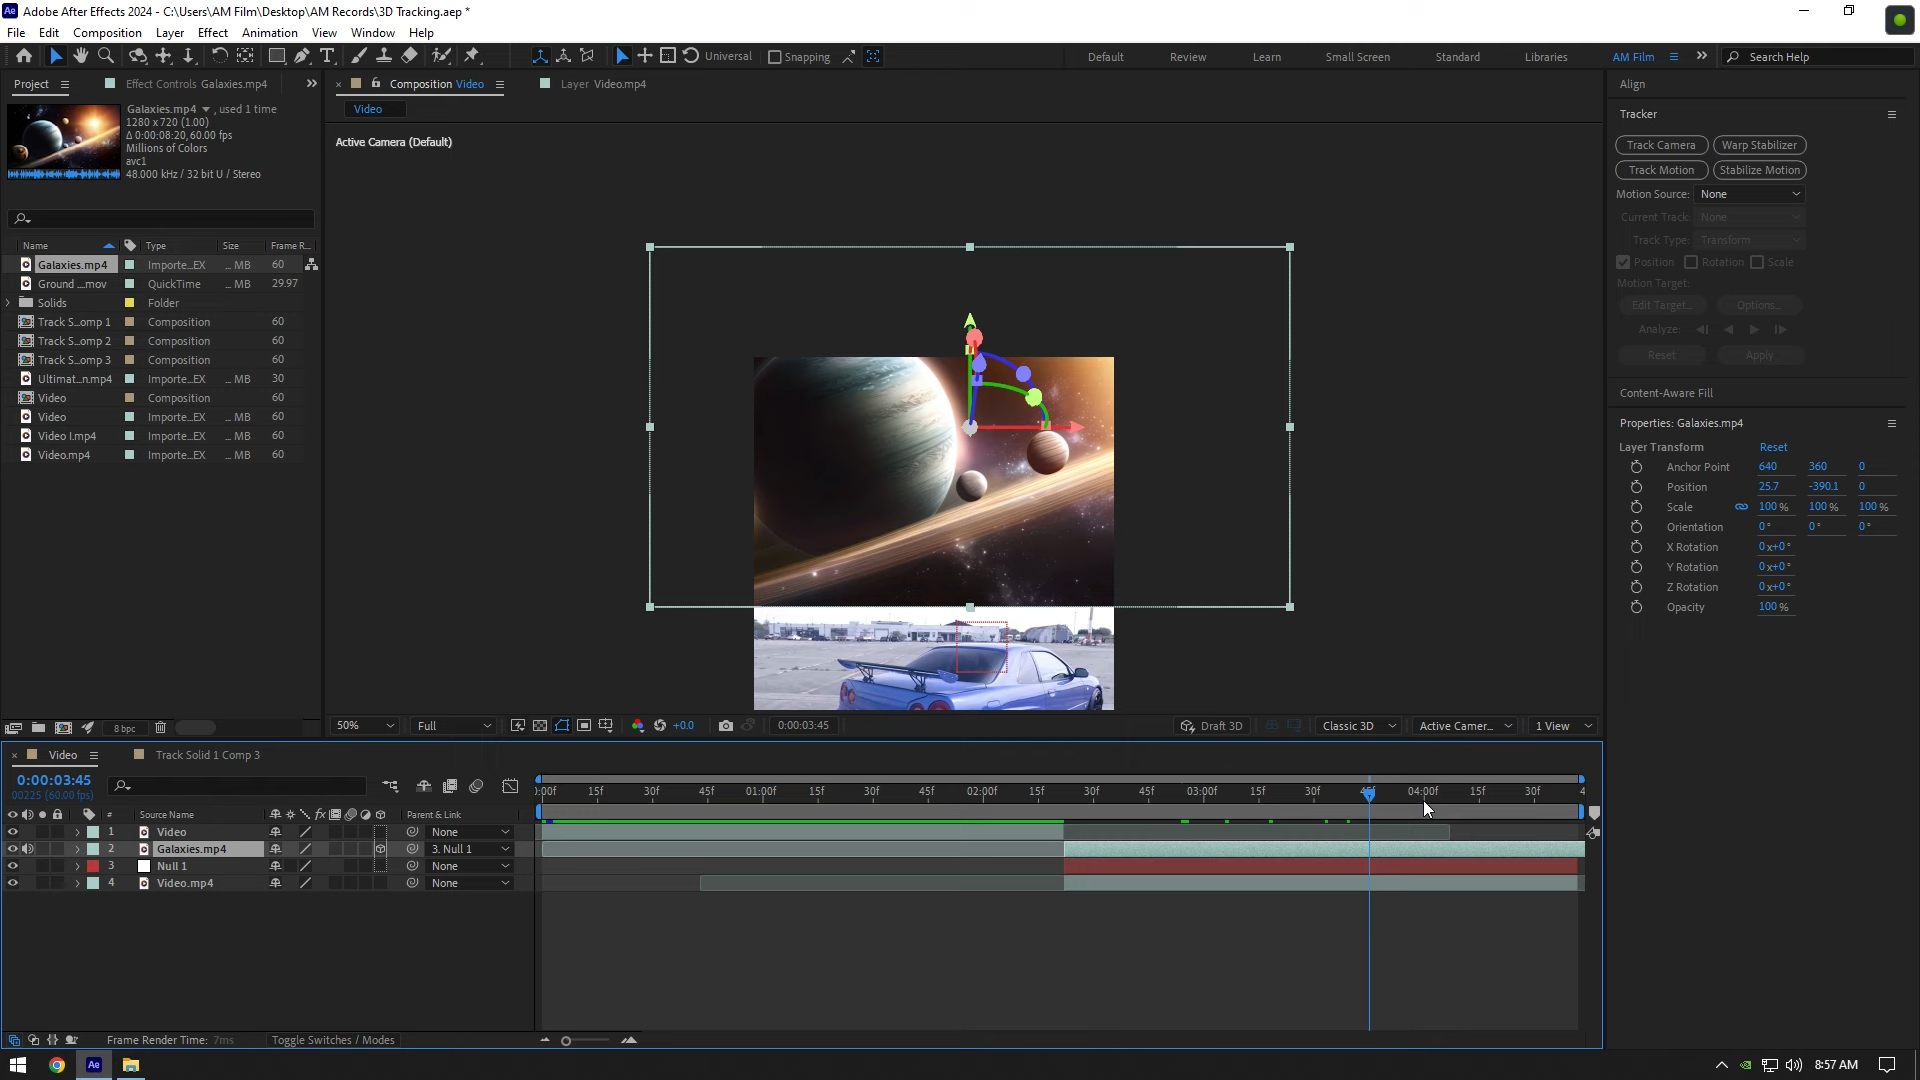 Adobe After Effects 2024 - C:\Users\AM Film\Desktop\AM Records\3D Tracking.aep *
File Edit Composition Layer Effect Animation View Window Help
Universal Snapping Default Review Learn Small Screen Standard Libraries AM Film Search Help
Project Effect Controls Galaxies.mp4 Composition Video Layer Video.mp4 Align
Video
Galaxies.mp4 , used 1 time
1280 x 720 (1.00)
Δ 0:00:08:20, 60.00 fps
Millions of Colors
avc1
48.000 kHz / 32 bit U / Stereo
Active Camera (Default)
Name Type Size Frame R...
Galaxies.mp4 Importe...EX ... MB 60
Ground ...mov QuickTime ... MB 29.97
Solids Folder
Track S...omp 1 Composition 60
Track S...omp 2 Composition 60
Track S...omp 3 Composition 60
Ultimat...n.mp4 Importe...EX ... MB 30
Video Composition 60
Video Importe...EX ... MB 60
Video I.mp4 Importe...EX ... MB 60
Video.mp4 Importe...EX ... MB 60
8 bpc
50% Full +0.0 0:00:03:45 Draft 3D Classic 3D Active Camer... 1 View
Tracker
Track Camera Warp Stabilizer
Track Motion Stabilize Motion
Motion Source: None
Current Track: None
Track Type: Transform
Position Rotation Scale
Motion Target:
Edit Target... Options...
Analyze:
Reset Apply
Content-Aware Fill
Properties: Galaxies.mp4
Layer Transform Reset
Anchor Point 640 360 0
Position 25.7 -390.1 0
Scale 100 % 100 % 100 %
Orientation 0° 0° 0°
X Rotation 0x+0°
Y Rotation 0x+0°
Z Rotation 0x+0°
Opacity 100 %
Video Track Solid 1 Comp 3
0:00:03:45
00225 (60.00 fps)
):00f 15f 30f 45f 01:00f 15f 30f 45f 02:00f 15f 30f 45f 03:00f 15f 30f 45f 04:00f 15f 30f 4
# Source Name fx Parent & Link
1 Video None
2 Galaxies.mp4 3. Null 1
3 Null 1 None
4 Video.mp4 None
Frame Render Time: 7ms Toggle Switches / Modes
Ae 8:57 AM